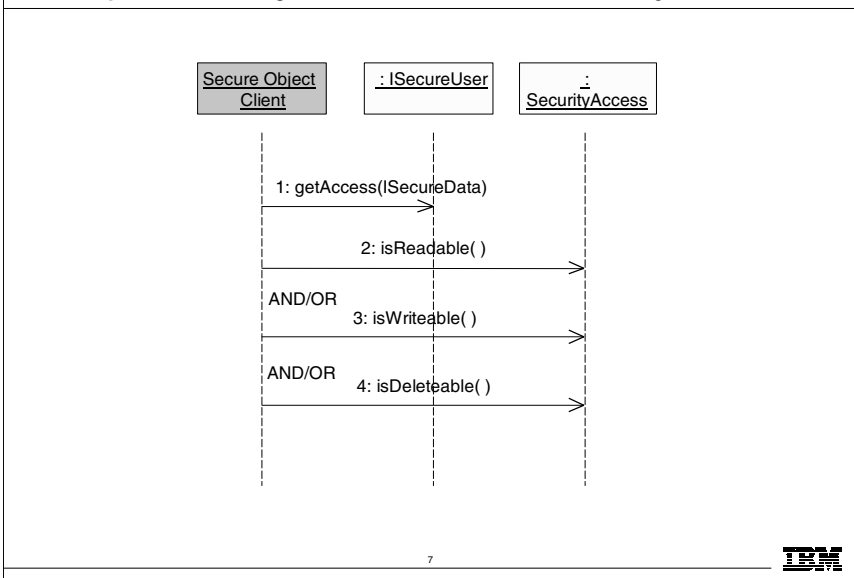 Secure Object
Client
: ISecureUser
:
SecurityAccess
1: getAccess(ISecureData)
2: isReadable( )
AND/OR
3: isWriteable( )
AND/OR
4: isDeleteable( )
7
IBM